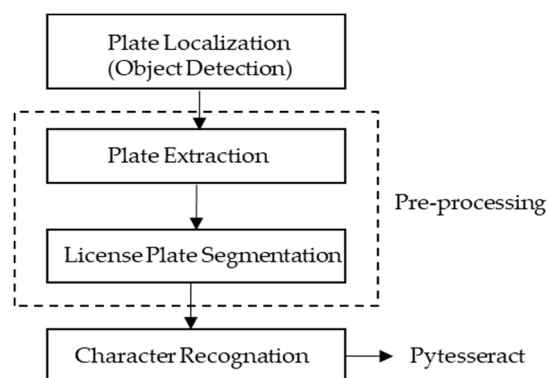 Plate Localization
(Object Detection)
Plate Extraction
Pre-processing
License Plate Segmentation
Character Recognation
Pytesseract